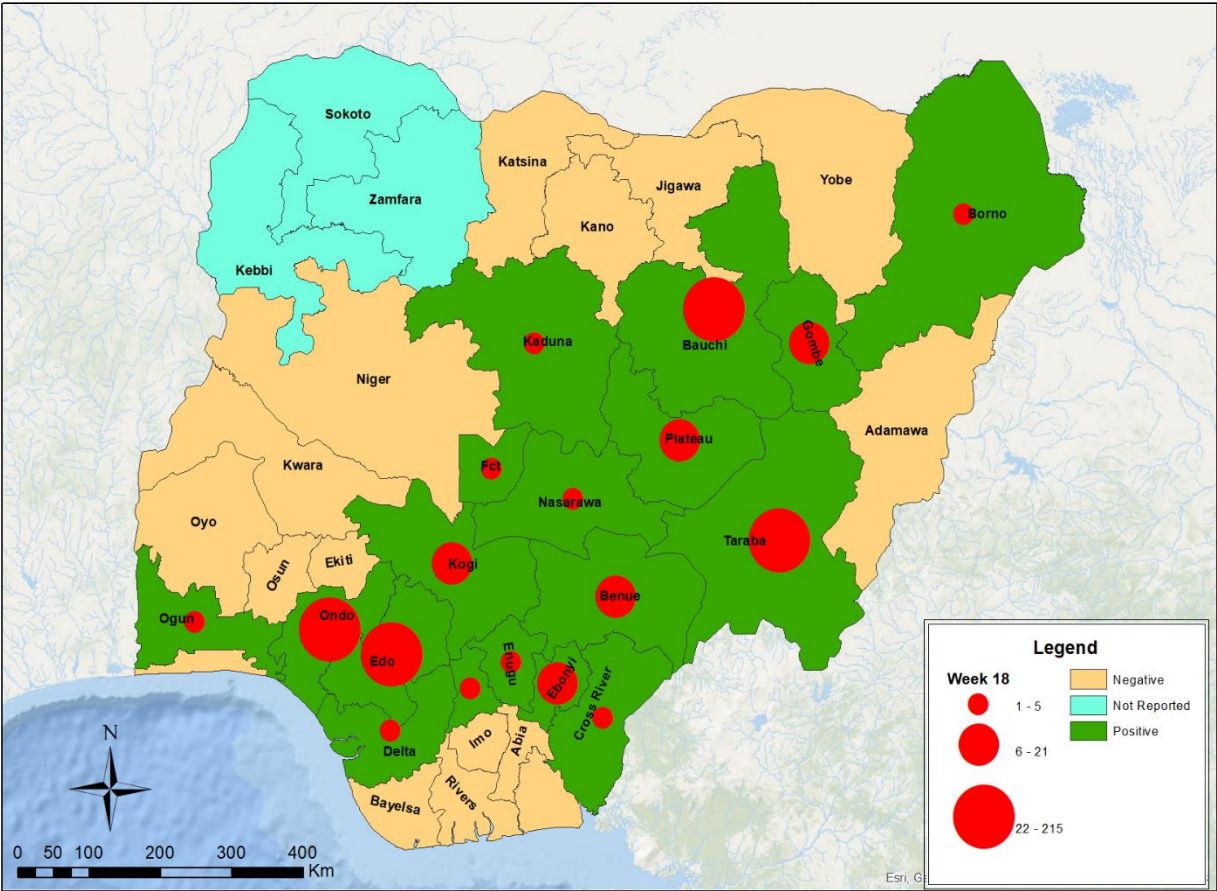 Sokoto
Katsina
Jigawa
Yobe
Zamfara
Kano
Borno
Kebbi
Kaduna
Bauchi
Gombe
Niger
Adamawa
Plateau
Kwara
Fct
Nasarawa
Oyo
Taraba
Osun
Ekiti
Kogi
Benue
Ogun
Ondo
Edo
Enugu
Ebonyi
Cross River
Delta
Imo
Abia
Bayelsa
Rivers
N
0 50 100 200 300 400
Km
Legend
Week 18
1 - 5
6 - 21
22 - 215
Negative
Not Reported
Positive
Esri,